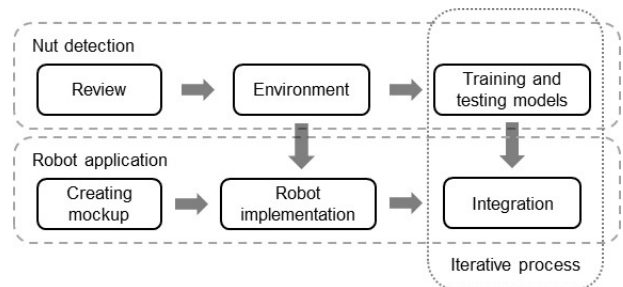 Nut detection
Review
Environment
Training and
testing models
Robot application
Creating
mockup
Robot
implementation
Integration
Iterative process